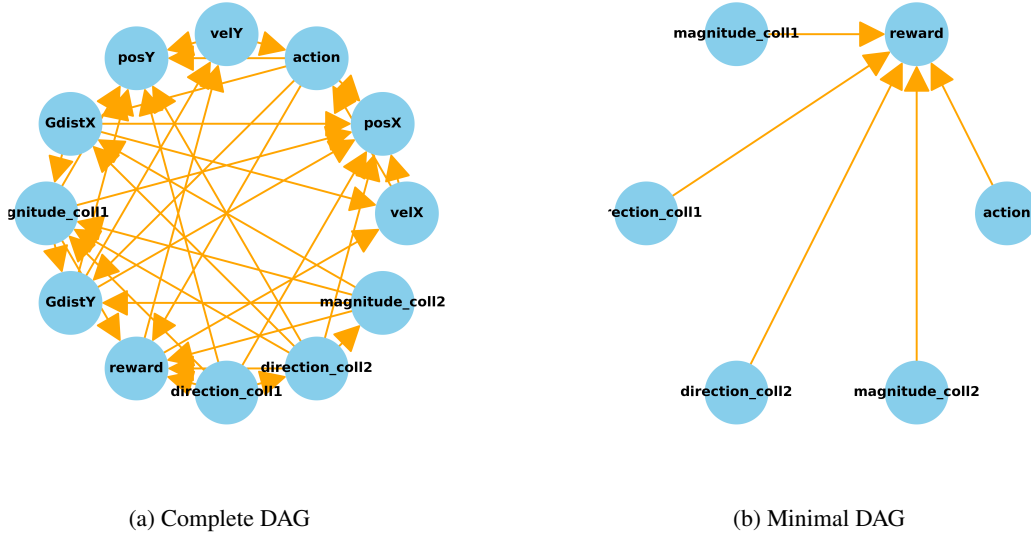 velY
posY
action
GdistX
posX
gnitude_coll1
velX
GdistY
magnitude_coll2
reward
direction_coll2
direction_coll1
(a) Complete DAG
magnitude_coll1
reward
rection_coll1
action
direction_coll2
magnitude_coll2
(b) Minimal DAG